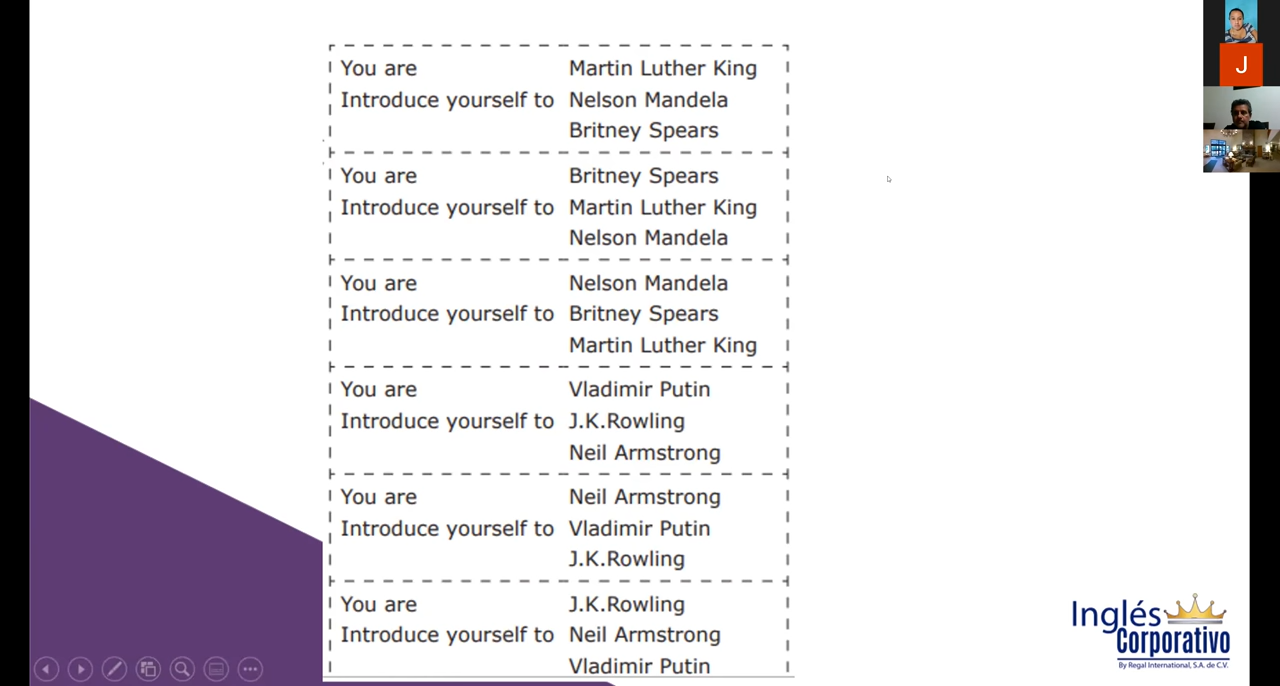 You are Martin Luther King
Introduce yourself to Nelson Mandela
Britney Spears
You are Britney Spears
Introduce yourself to Martin Luther King
Nelson Mandela
You are Nelson Mandela
Introduce yourself to Britney Spears
Martin Luther King
You are Vladimir Putin
Introduce yourself to J.K.Rowling
Neil Armstrong
You are Neil Armstrong
Introduce yourself to Vladimir Putin
J.K.Rowling
You are J.K.Rowling
Introduce yourself to Neil Armstrong
Vladimir Putin
J
Inglés
Corporativo
By Regal International, S.A. de C.V.